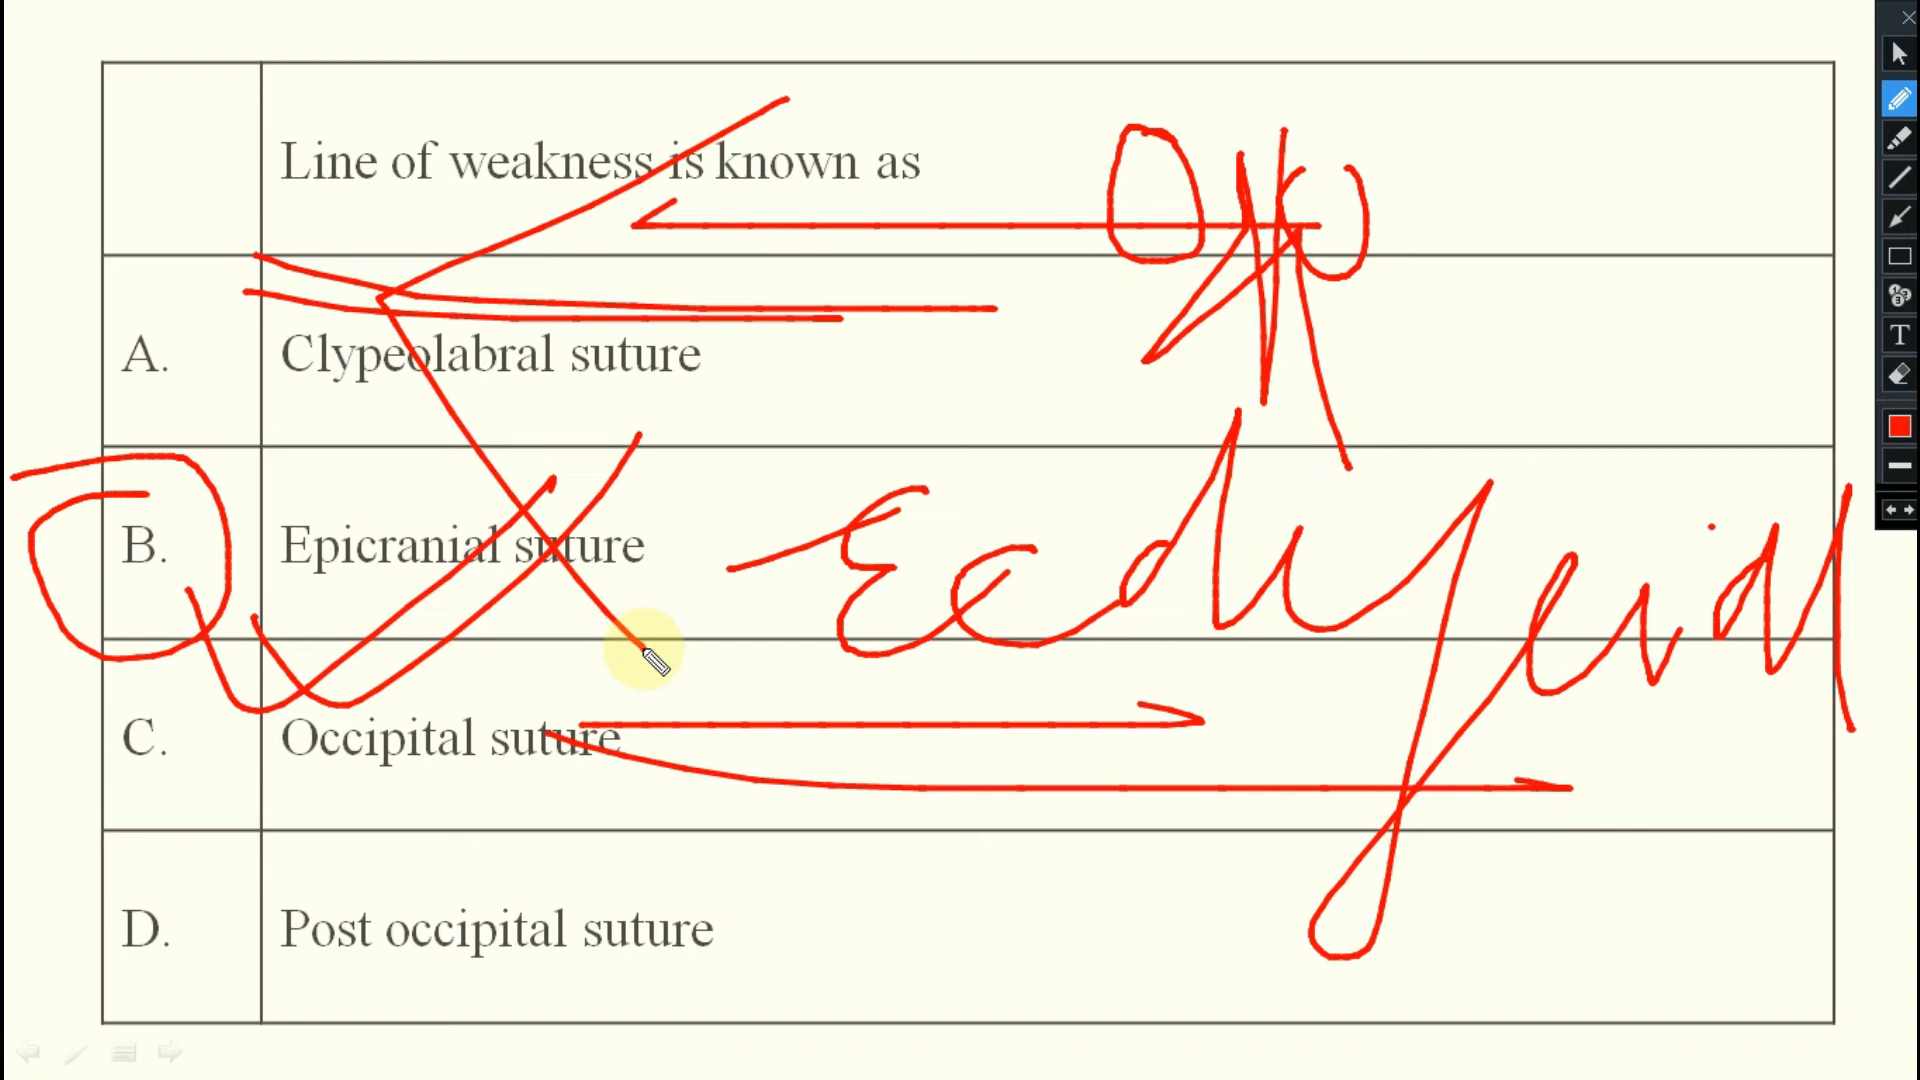 Line of weakness is known as
A. Clypeolabral suture
B. Epicranial suture
C. Occipital suture
D. Post occipital suture